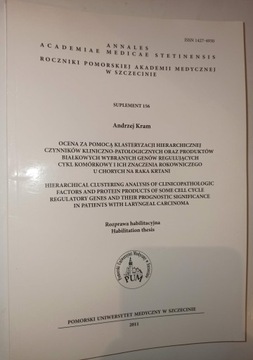 ISSN 1427-4930
ANNALES
ACADEMIAE MEDICAE STETINENSIS
ROCZNIKI POMORSKIEJ AKADEMII MEDYCZNEJ
W SZCZECINIE
SUPLEMENT 136
Andrzej Kram
OCENA ZA POMOCĄ KLASTERYZACJI HIERARCHICZNEJ
CZYNNIKÓW KLINICZNO-PATOLOGICZNYCH ORAZ PRODUKTÓW
BIAŁKOWYCH WYBRANYCH GENÓW REGULUJĄCYCH
CYKL KOMÓRKOWY I ICH ZNACZENIA ROKOWNICZEGO
U CHORYCH NA RAKA KRTANI
HIERARCHICAL CLUSTERING ANALYSIS OF CLINICOPATHOLOGIC
FACTORS AND PROTEIN PRODUCTS OF SOME CELL CYCLE
REGULATORY GENES AND THEIR PROGNOSTIC SIGNIFICANCE
IN PATIENTS WITH LARYNGEAL CARCINOMA
Rozprawa habilitacyjna
Habilitation thesis
PUM
POMORSKI UNIWERSYTET MEDYCZNY W SZCZECINIE
2011